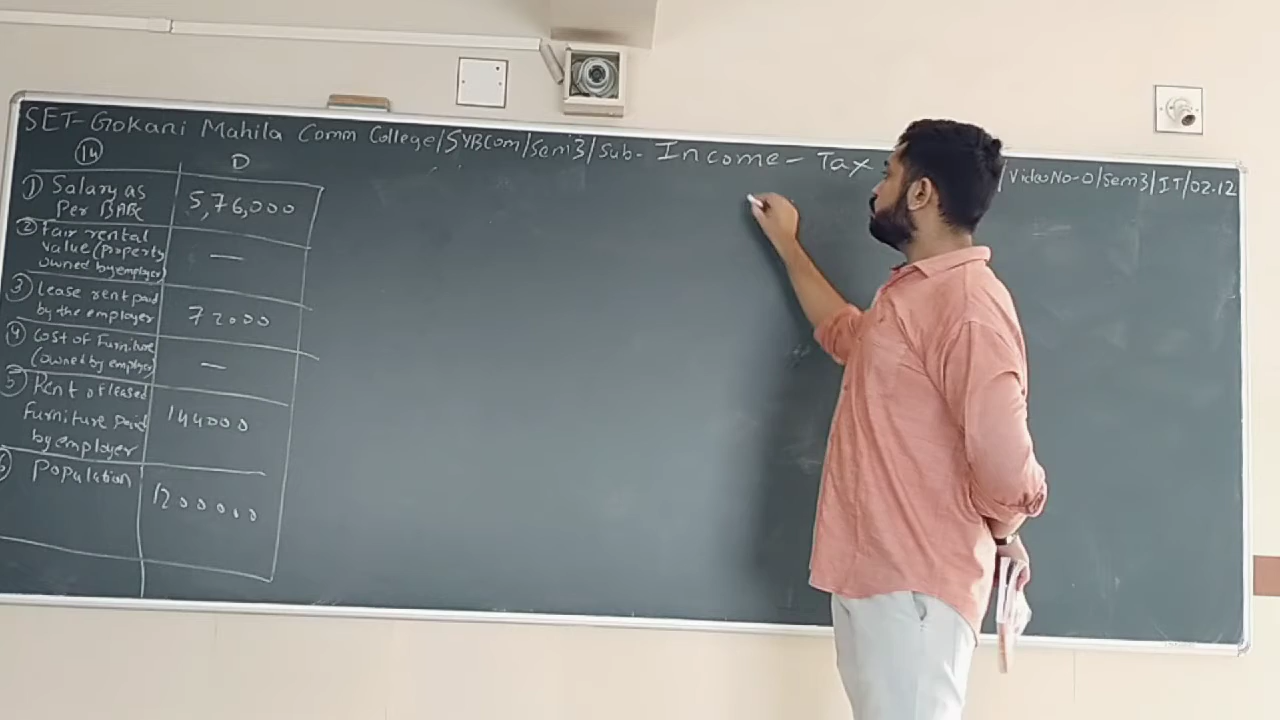 SET-Gokani Mahila Comm College/SYBCom/Sem3/Sub- Income-Tax
/Video No-0/Sem3/IT/02.12
14
D
① Salary as
Per BABC
5,76,000
② Fair rental
value (property
owned by employer)
—
③ Lease rent paid
by the employer
72000
④ Cost of Furniture
(owned by employer)
—
⑤ Rent of leased
Furniture paid
by employer
144000
⑥ Population
1200000